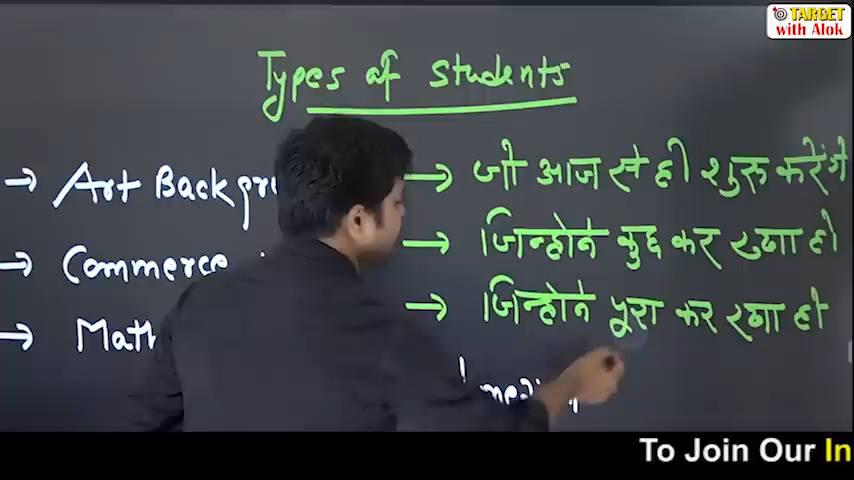 TARGET
with Alok
Types of students
→ Art
→ जो आज से ही शुरू करेंगे
→ Commerce
→ जिन्होने कुछ कर रखा हो
→ Math
→ जिन्होने पूरा कर रखा हो
To Join Our In